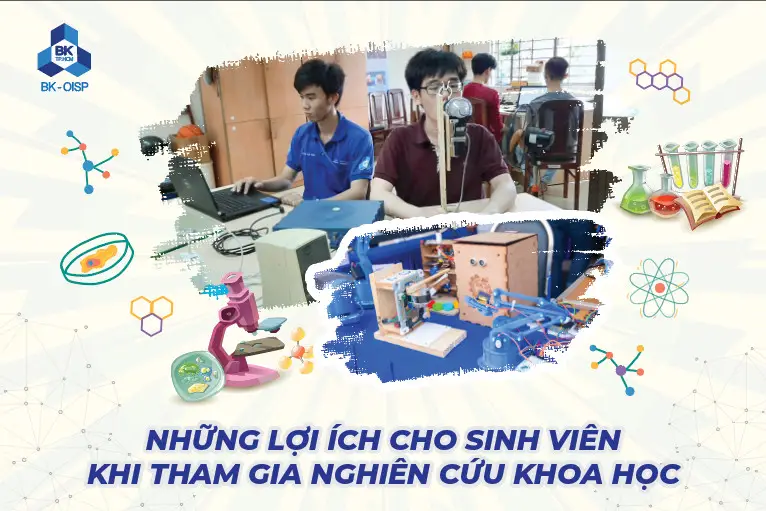 BK
TP.HCM
BK-OISP
NHỮNG LỢI ÍCH CHO SINH VIÊN
KHI THAM GIA NGHIÊN CỨU KHOA HỌC